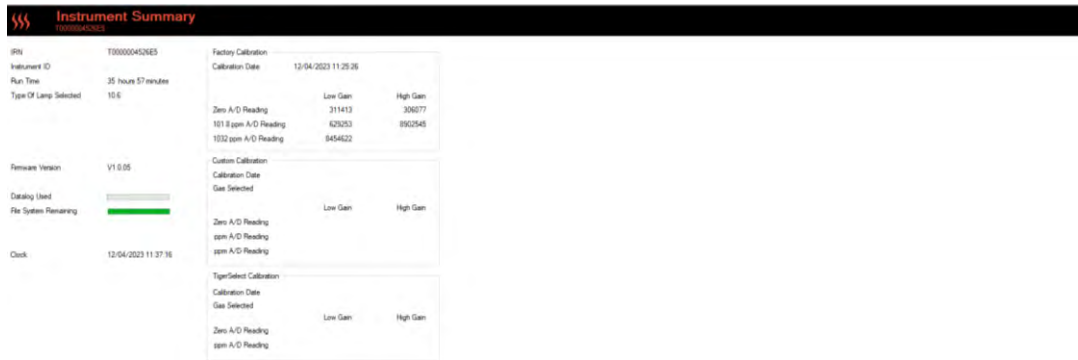 Instrument Summary
T0000004526E5
IRN T0000004526E5
Instrument ID
Run Time 35 hours 57 minutes
Type Of Lamp Selected 10.6
Firmware Version V1.0.05
Datalog Used
File System Remaining
Clock 12/04/2023 11:37:16
Factory Calibration
Calibration Date 12/04/2023 11:25:26
Low Gain High Gain
Zero A/D Reading 311413 306077
101.8 ppm A/D Reading 629253 8902545
1032 ppm A/D Reading 8454622
Custom Calibration
Calibration Date
Gas Selected
Low Gain High Gain
Zero A/D Reading
ppm A/D Reading
ppm A/D Reading
TigerSelect Calibration
Calibration Date
Gas Selected
Low Gain High Gain
Zero A/D Reading
ppm A/D Reading